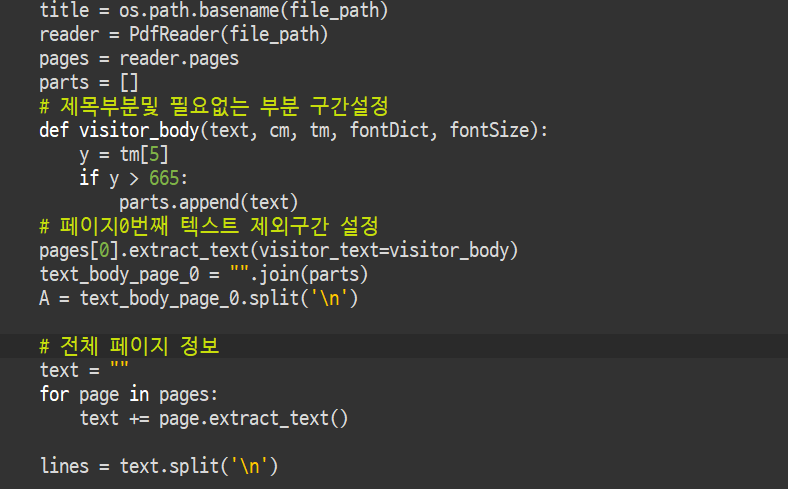 title = os.path.basename(file_path)
reader = PdfReader(file_path)
pages = reader.pages
parts = []
# 제목부분및 필요없는 부분 구간설정
def visitor_body(text, cm, tm, fontDict, fontSize):
    y = tm[5]
    if y > 665:
        parts.append(text)
# 페이지0번째 텍스트 제외구간 설정
pages[0].extract_text(visitor_text=visitor_body)
text_body_page_0 = "".join(parts)
A = text_body_page_0.split('\n')

# 전체 페이지 정보
text = ""
for page in pages:
    text += page.extract_text()

lines = text.split('\n')